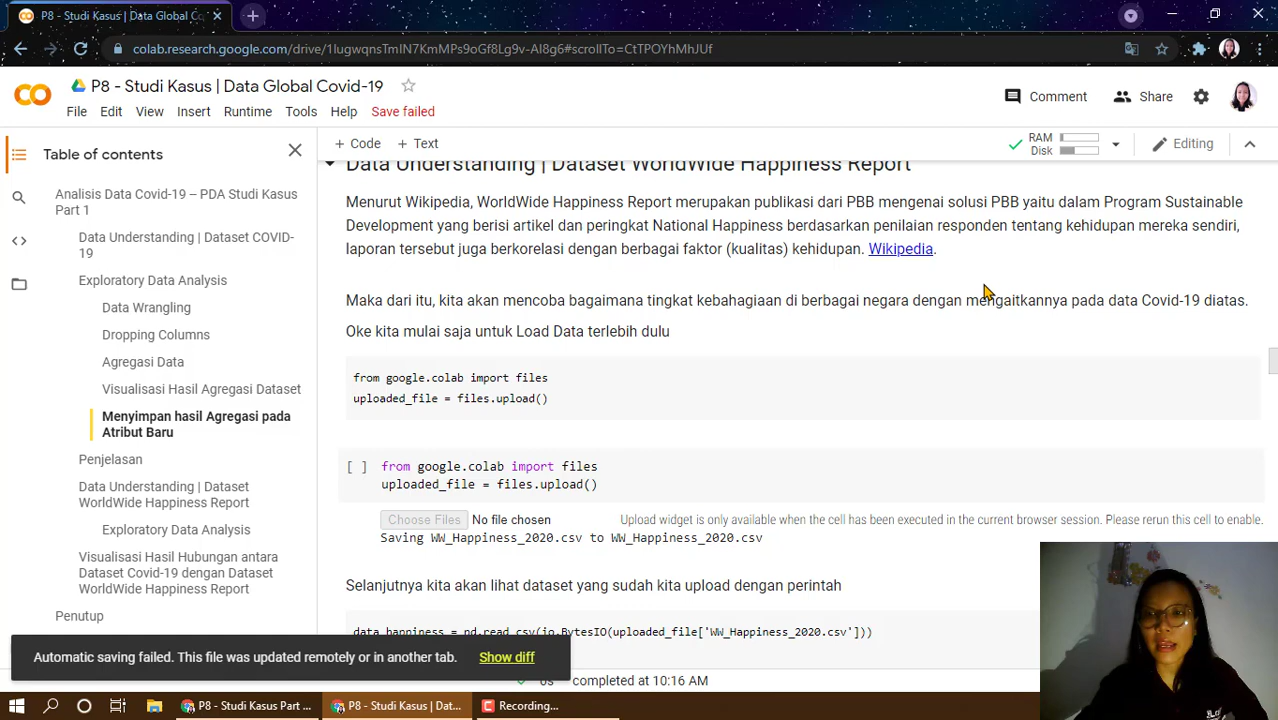 P8 - Studi Kasus | Data Global Co
colab.research.google.com/drive/1lugwqnsTmlN7KmMPs9oGf8Lg9v-AI8g6#scrollTo=CtTPOYhMhJUf
P8 - Studi Kasus | Data Global Covid-19
File Edit View Insert Runtime Tools Help Save failed
Comment Share
+ Code + Text
RAM
Disk
Editing
Table of contents
Analisis Data Covid-19 – PDA Studi Kasus
Part 1
Data Understanding | Dataset COVID-
19
Exploratory Data Analysis
Data Wrangling
Dropping Columns
Agregasi Data
Visualisasi Hasil Agregasi Dataset
Menyimpan hasil Agregasi pada
Atribut Baru
Penjelasan
Data Understanding | Dataset
WorldWide Happiness Report
Exploratory Data Analysis
Visualisasi Hasil Hubungan antara
Dataset Covid-19 dengan Dataset
WorldWide Happiness Report
Penutup
Data Understanding | Dataset WorldWide Happiness Report
Menurut Wikipedia, WorldWide Happiness Report merupakan publikasi dari PBB mengenai solusi PBB yaitu dalam Program Sustainable
Development yang berisi artikel dan peringkat National Happiness berdasarkan penilaian responden tentang kehidupan mereka sendiri,
laporan tersebut juga berkorelasi dengan berbagai faktor (kualitas) kehidupan. Wikipedia.
Maka dari itu, kita akan mencoba bagaimana tingkat kebahagiaan di berbagai negara dengan mengaitkannya pada data Covid-19 diatas.
Oke kita mulai saja untuk Load Data terlebih dulu
from google.colab import files
uploaded_file = files.upload()
[ ] from google.colab import files
uploaded_file = files.upload()
Choose Files No file chosen Upload widget is only available when the cell has been executed in the current browser session. Please rerun this cell to enable.
Saving WW_Happiness_2020.csv to WW_Happiness_2020.csv
Selanjutnya kita akan lihat dataset yang sudah kita upload dengan perintah
data_happiness = pd.read_csv(io.BytesIO(uploaded_file['WW_Happiness_2020.csv']))
Automatic saving failed. This file was updated remotely or in another tab. Show diff
6s completed at 10:16 AM
P8 - Studi Kasus Part ...
P8 - Studi Kasus | Dat...
Recording...